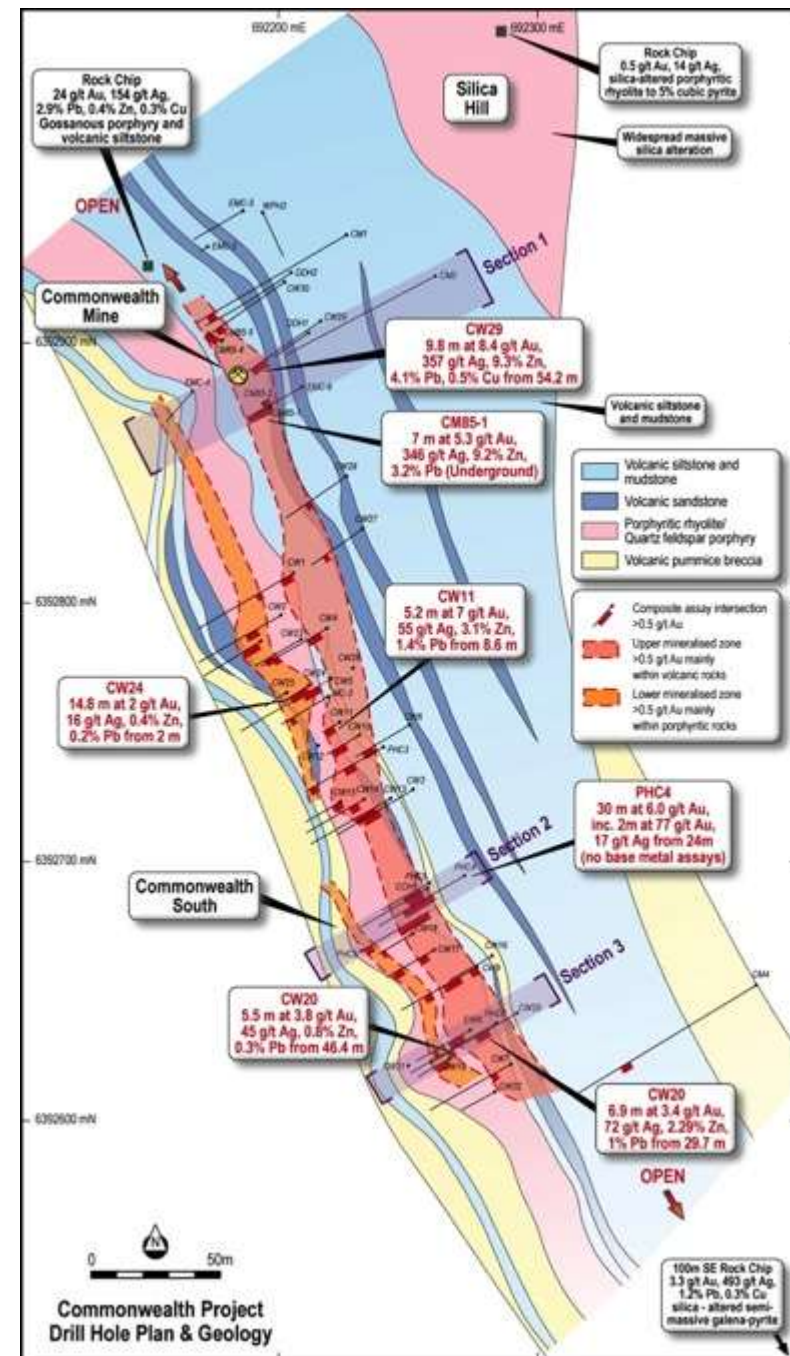 692200 mE
692300 mE
Rock Chip
0.5 g/t Au, 14 g/t Ag,
silica-altered porphyritic
rhyolite to 5% cubic pyrite
Silica
Hill
Rock Chip
24 g/t Au, 154 g/t Ag,
2.9% Pb, 0.4% Zn, 0.3% Cu
Gossanous porphyry and
volcanic siltstone
Widespread massive
silica alteration
OPEN
CM1
Section 1
Commonwealth
Mine
CW29
9.8 m at 8.4 g/t Au,
357 g/t Ag, 9.3% Zn,
4.1% Pb, 0.5% Cu from 54.2 m
CM85-1
7 m at 5.3 g/t Au,
346 g/t Ag, 9.2% Zn,
3.2% Pb (Underground)
Volcanic siltstone
and mudstone
Volcanic siltstone and
mudstone
Volcanic sandstone
Porphyritic rhyolite/
Quartz feldspar porphyry
Volcanic pummice breccia
6392800 mN
CW1
CW2
CW4
CW11
5.2 m at 7 g/t Au,
55 g/t Ag, 3.1% Zn,
1.4% Pb from 8.6 m
Composite assay intersection
>0.5 g/t Au
Upper mineralised zone
>0.5 g/t Au mainly
within volcanic rocks
Lower mineralised zone
>0.5 g/t Au mainly
within porphyritic rocks
CW24
14.8 m at 2 g/t Au,
16 g/t Ag, 0.4% Zn,
0.2% Pb from 2 m
PHC3
PHC4
30 m at 6.0 g/t Au,
inc. 2m at 77 g/t Au,
17 g/t Ag from 24m
(no base metal assays)
Section 2
6392700 mN
Commonwealth
South
Section 3
CM4
CW20
5.5 m at 3.8 g/t Au,
45 g/t Ag, 0.8% Zn,
0.3% Pb from 46.4 m
6392600 mN
CW20
6.9 m at 3.4 g/t Au,
72 g/t Ag, 2.29% Zn,
1% Pb from 29.7 m
OPEN
N
0
50m
Commonwealth Project
Drill Hole Plan & Geology
100m SE Rock Chip
3.3 g/t Au, 493 g/t Ag,
1.2% Pb, 0.3% Cu
silica - altered semi-
massive galena-pyrite